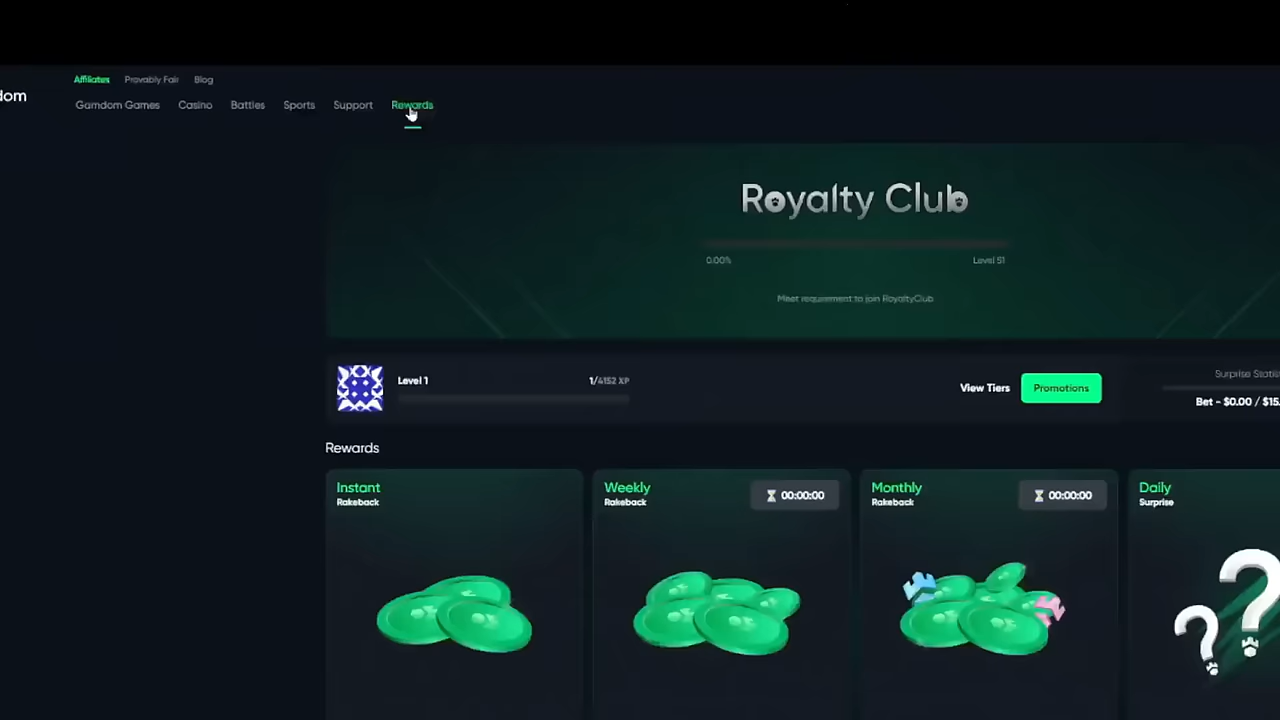 Affiliates Provably Fair Blog
dom
Gamdom Games Casino Battles Sports Support Rewards
Royalty Club
0.00% Level 51
Meet requirement to join RoyaltyClub
Level 1 1/4152 XP
View Tiers Promotions
Surprise
Bet - $0.00 / $15.
Rewards
Instant
Rakeback
Weekly
Rakeback
00:00:00
Monthly
Rakeback
00:00:00
Daily
Surprise